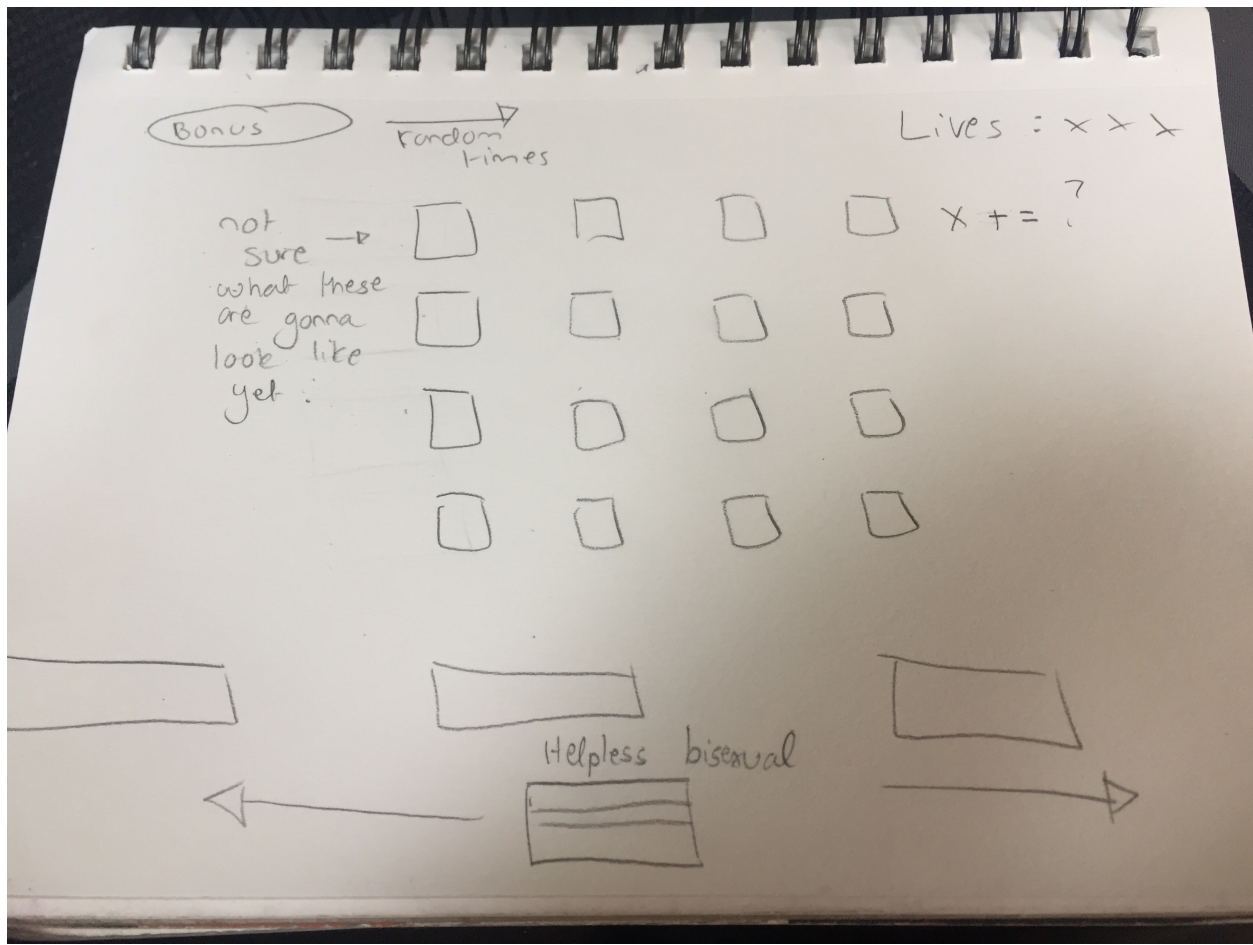 Bonus
random
times
Lives : x x x
x + = ?
not
sure
what these
are gonna
look like
yet :
Helpless bisexual